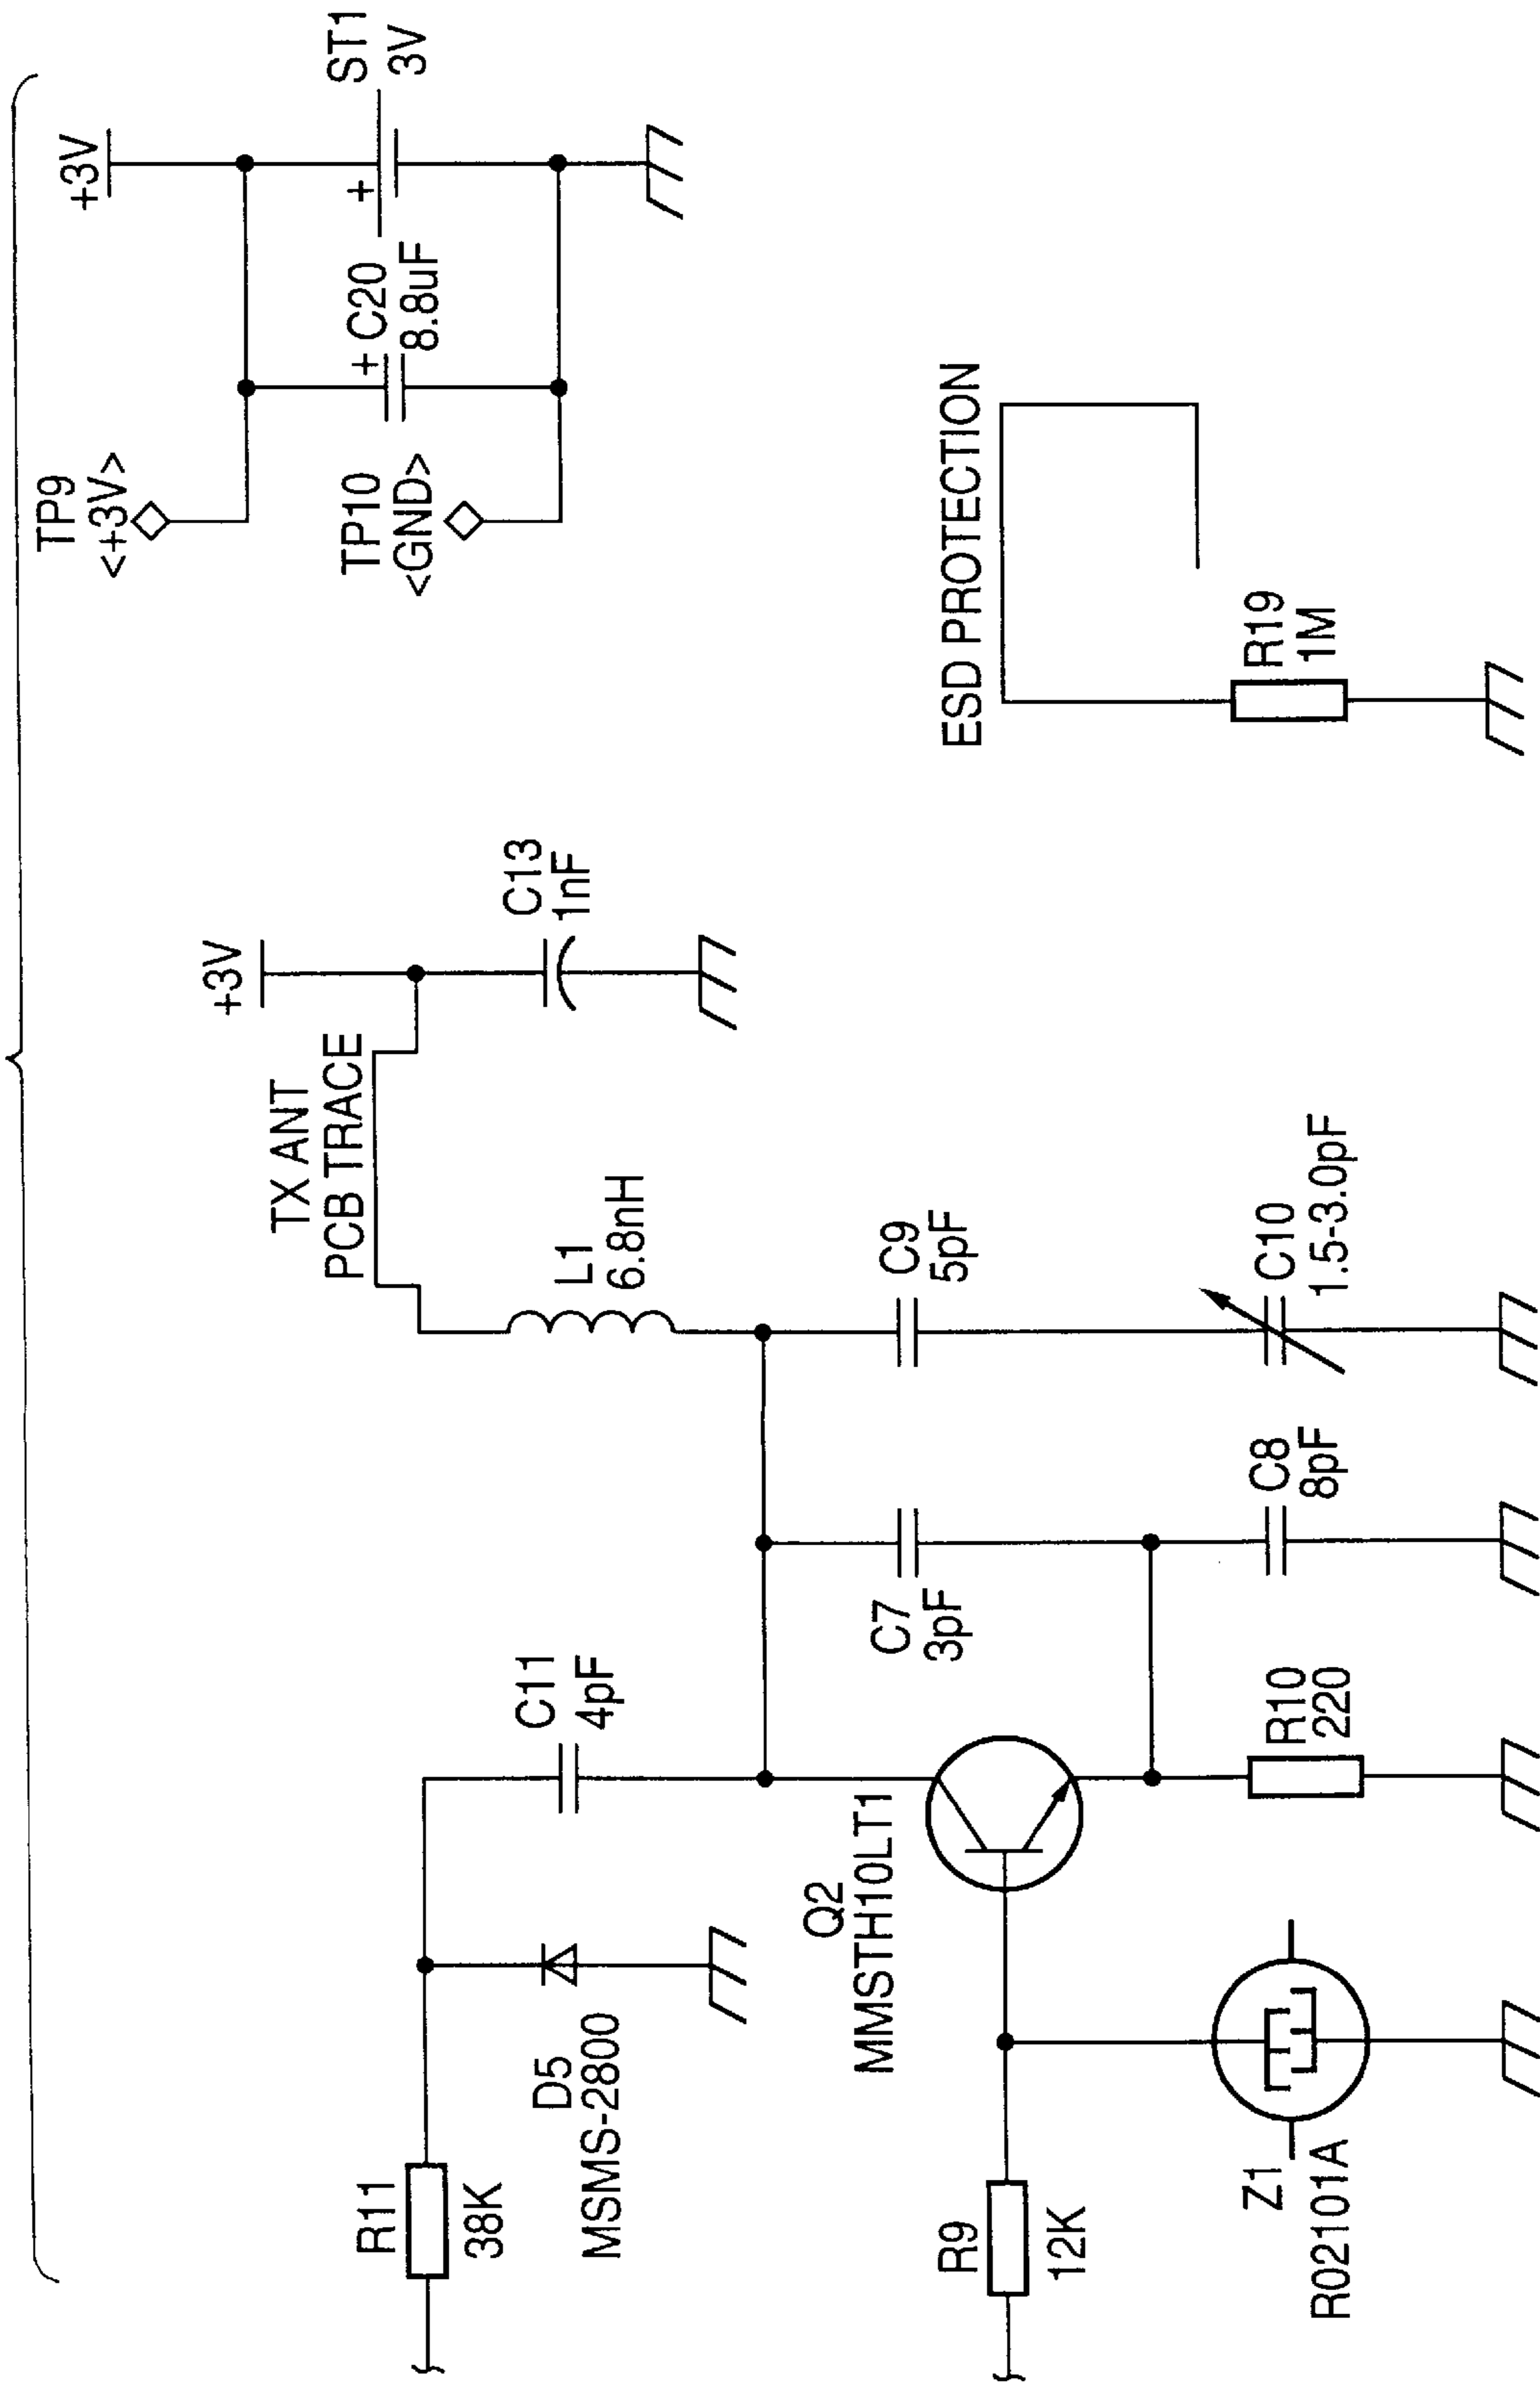 +3V
ST1
3V
+
+ C20
8.8uF
TP9
<+3V>
TP10
<GND>
ESD PROTECTION
R19
1M
+3V
C13
1nF
TX ANT
PCB TRACE
L1
6.8nH
C9
5pF
C10
1.5-3.0pF
C7
3pF
C8
8pF
C11
4pF
R10
220
Q2
MMSTH10LT1
D5
MSMS-2800
R11
38K
R9
12K
Z1
R02101A